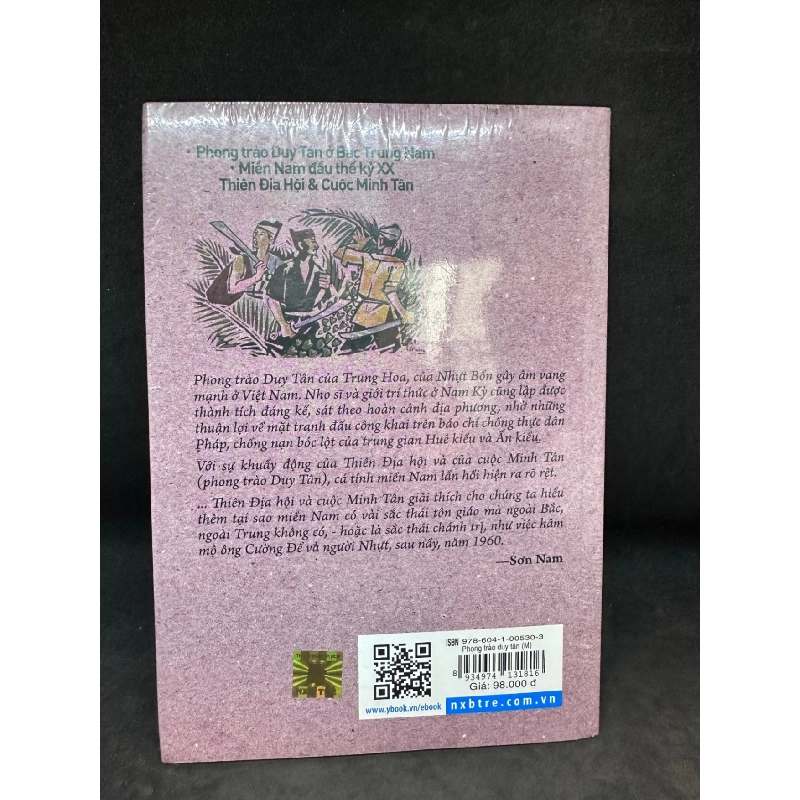 • Phong trào Duy Tân ở Bắc Trung Nam
• Miền Nam đầu thế kỷ XX
Thiên Địa Hội & Cuộc Minh Tân
Phong trào Duy Tân của Trung Hoa, của Nhựt Bổn gây âm vang
mạnh ở Việt Nam. Nho sĩ và giới trí thức ở Nam Kỳ cũng lập được
thành tích đáng kể, sát theo hoàn cảnh địa phương, nhờ những
thuận lợi về mặt tranh đấu công khai trên báo chí chống thực dân
Pháp, chống nạn bóc lột của trung gian Huê kiều và Ấn kiều.
Với sự khuấy động của Thiên Địa hội và của cuộc Minh Tân
(phong trào Duy Tân), cá tính miền Nam lần hồi hiện ra rõ rệt.
... Thiên Địa hội và cuộc Minh Tân giải thích cho chúng ta hiểu
thêm tại sao miền Nam có vài sắc thái tôn giáo mà ngoài Bắc,
ngoài Trung không có, - hoặc là sắc thái chánh trị, như việc hâm
mộ ông Cường Để và người Nhựt, sau nầy, năm 1960.
—Sơn Nam
ISBN 978-604-1-00530-3
Phong trào duy tân (M)
8 934974 131816
Giá: 98.000 đ
www.ybook.vn/ebook
nxbtre.com.vn